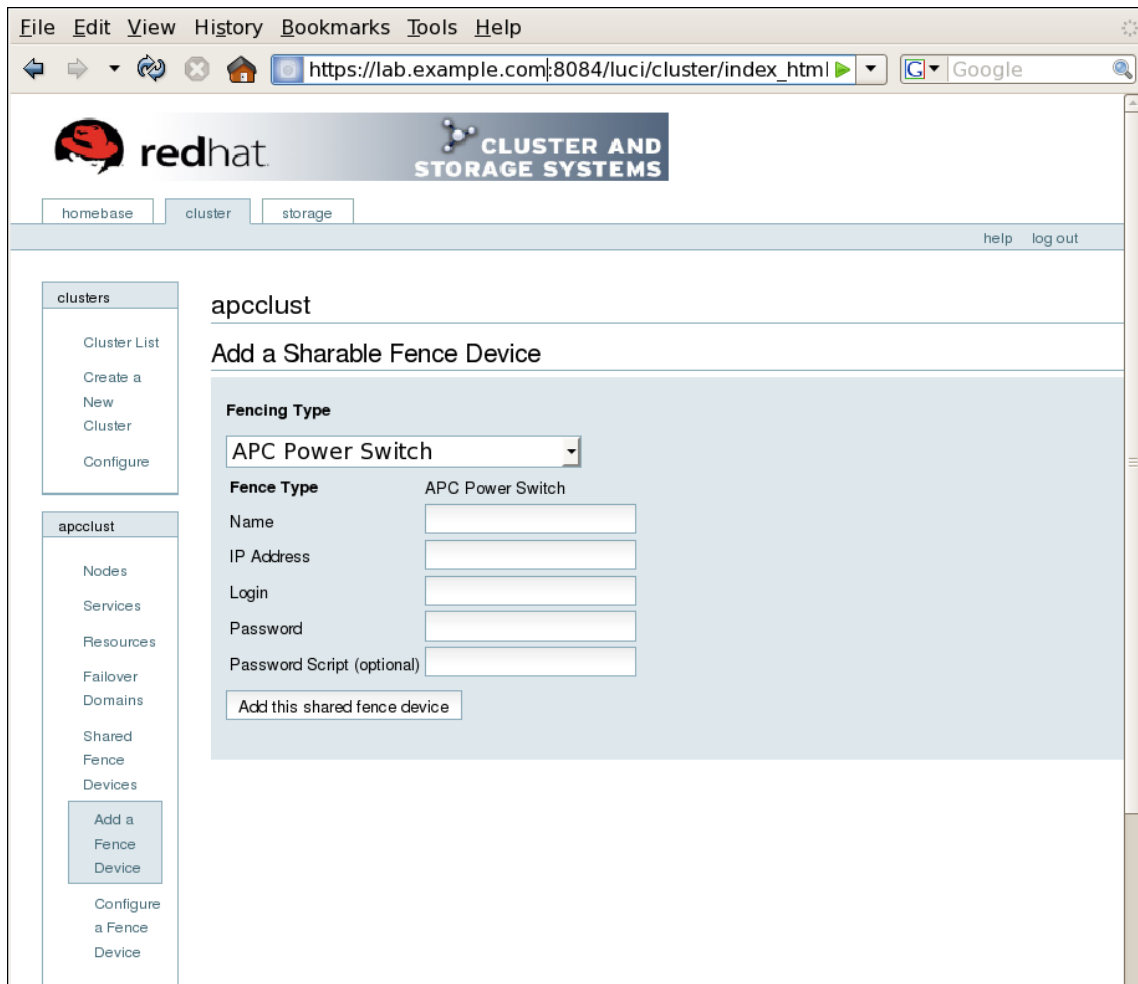 File Edit View History Bookmarks Tools Help
https://lab.example.com:8084/luci/cluster/index_html
G Google
redhat.
CLUSTER AND
STORAGE SYSTEMS
homebase cluster storage
help log out
clusters
Cluster List
Create a
New
Cluster
Configure
apcclust
Nodes
Services
Resources
Failover
Domains
Shared
Fence
Devices
Add a
Fence
Device
Configure
a Fence
Device
apcclust
Add a Sharable Fence Device
Fencing Type
APC Power Switch
Fence Type APC Power Switch
Name
IP Address
Login
Password
Password Script (optional)
Add this shared fence device